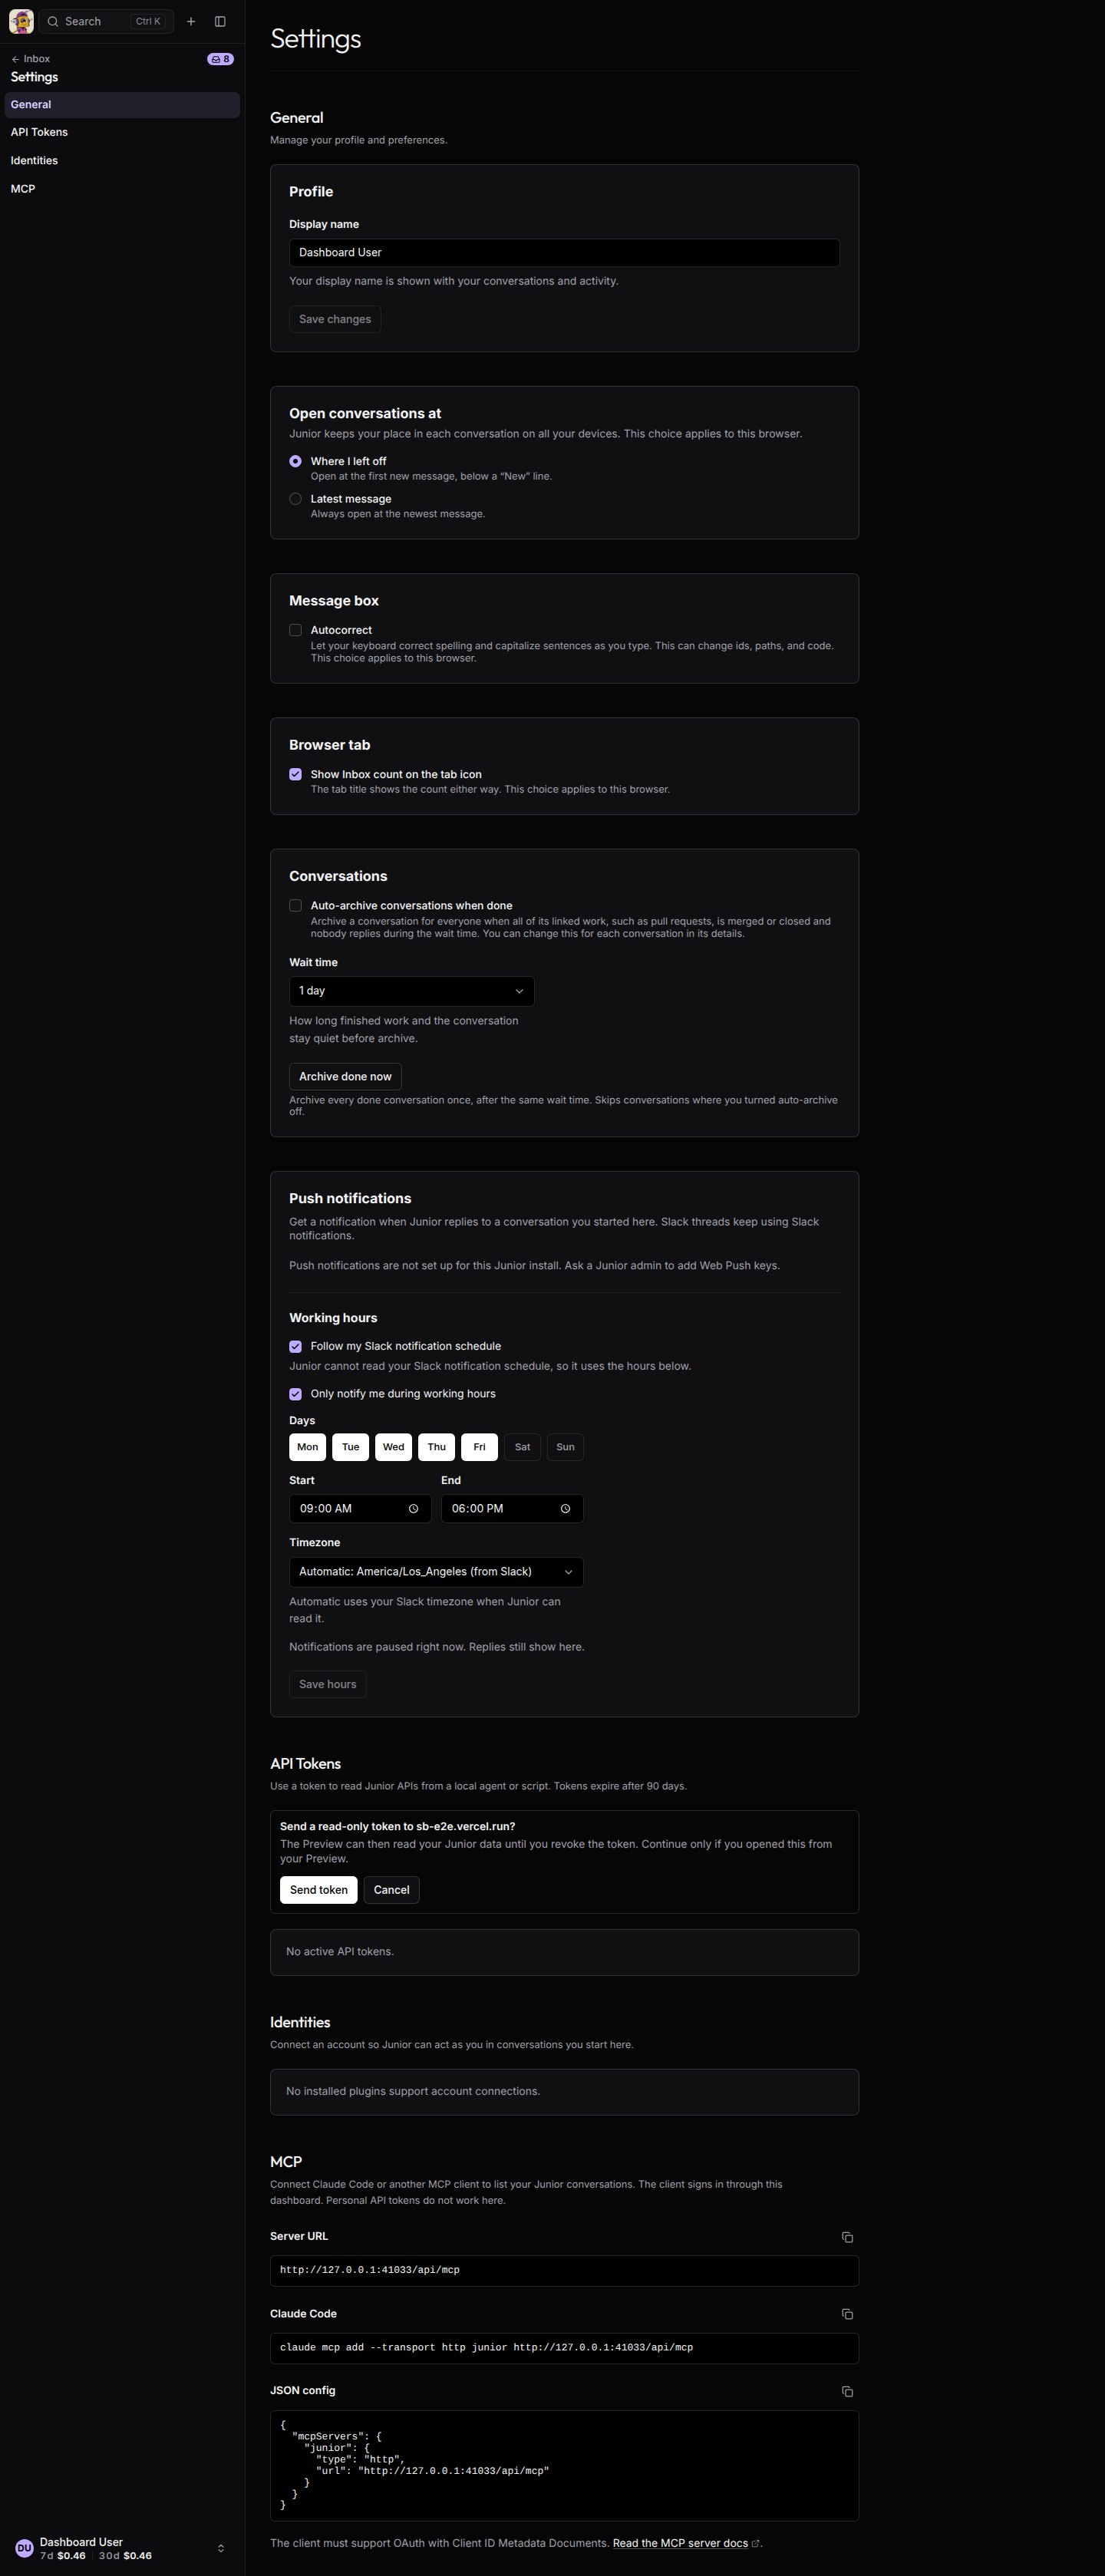 Search
Ctrl K
Inbox
8
Settings
General
API Tokens
Identities
MCP
Settings
General
Manage your profile and preferences.
Profile
Display name
Dashboard User
Your display name is shown with your conversations and activity.
Save changes
Open conversations at
Junior keeps your place in each conversation on all your devices. This choice applies to this browser.
Where I left off
Open at the first new message, below a “New” line.
Latest message
Always open at the newest message.
Message box
Autocorrect
Let your keyboard correct spelling and capitalize sentences as you type. This can change ids, paths, and code.
This choice applies to this browser.
Browser tab
Show Inbox count on the tab icon
The tab title shows the count either way. This choice applies to this browser.
Conversations
Auto-archive conversations when done
Archive a conversation for everyone when all of its linked work, such as pull requests, is merged or closed and
nobody replies during the wait time. You can change this for each conversation in its details.
Wait time
1 day
How long finished work and the conversation
stay quiet before archive.
Archive done now
Archive every done conversation once, after the same wait time. Skips conversations where you turned auto-archive
off.
Push notifications
Get a notification when Junior replies to a conversation you started here. Slack threads keep using Slack
notifications.
Push notifications are not set up for this Junior install. Ask a Junior admin to add Web Push keys.
Working hours
Follow my Slack notification schedule
Junior cannot read your Slack notification schedule, so it uses the hours below.
Only notify me during working hours
Days
Mon Tue Wed Thu Fri Sat Sun
Start End
09:00 AM 06:00 PM
Timezone
Automatic: America/Los_Angeles (from Slack)
Automatic uses your Slack timezone when Junior can
read it.
Notifications are paused right now. Replies still show here.
Save hours
API Tokens
Use a token to read Junior APIs from a local agent or script. Tokens expire after 90 days.
Send a read-only token to sb-e2e.vercel.run?
The Preview can then read your Junior data until you revoke the token. Continue only if you opened this from
your Preview.
Send token Cancel
No active API tokens.
Identities
Connect an account so Junior can act as you in conversations you start here.
No installed plugins support account connections.
MCP
Connect Claude Code or another MCP client to list your Junior conversations. The client signs in through this
dashboard. Personal API tokens do not work here.
Server URL
http://127.0.0.1:41033/api/mcp
Claude Code
claude mcp add --transport http junior http://127.0.0.1:41033/api/mcp
JSON config
{
  "mcpServers": {
    "junior": {
      "type": "http",
      "url": "http://127.0.0.1:41033/api/mcp"
    }
  }
}
The client must support OAuth with Client ID Metadata Documents. Read the MCP server docs.
DU
Dashboard User
7d $0.46 30d $0.46